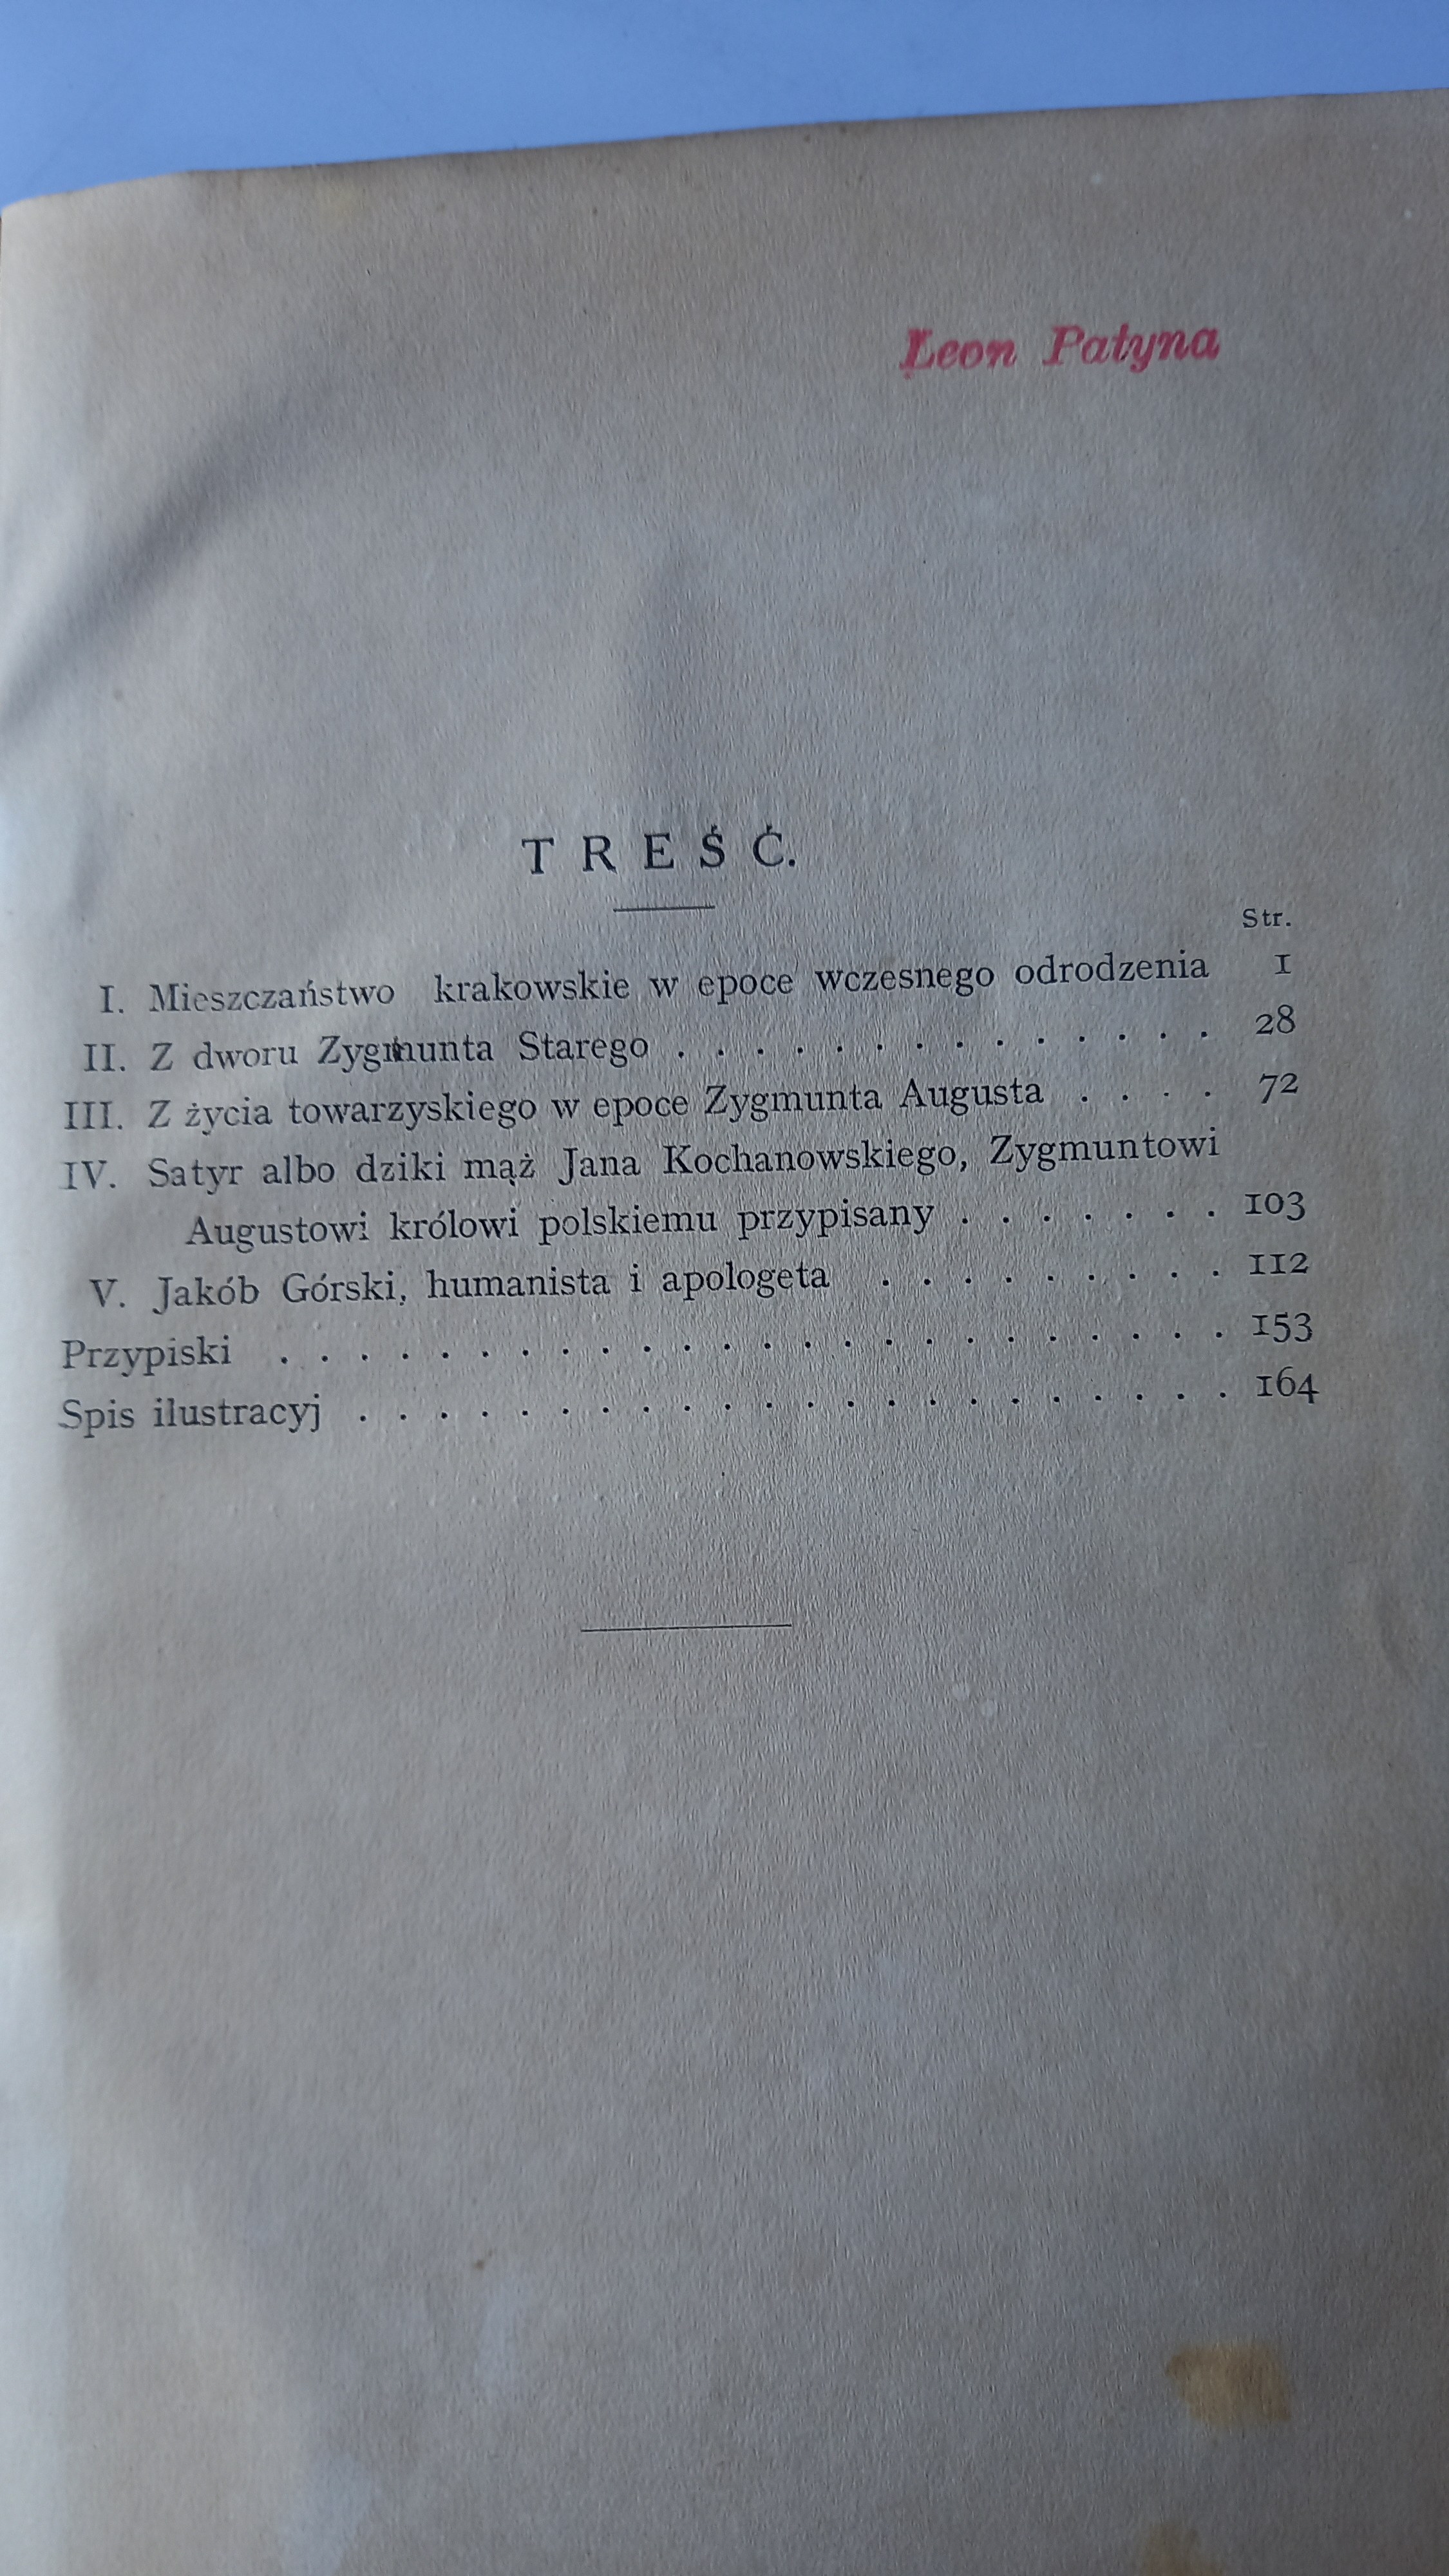 Leon Patyna
TREŚĆ.
Str.
I. Mieszczaństwo krakowskie w epoce wczesnego odrodzenia 1
II. Z dworu Zygmunta Starego . . . . . . . . . . . . . . 28
III. Z życia towarzyskiego w epoce Zygmunta Augusta . . . . 72
IV. Satyr albo dziki mąż Jana Kochanowskiego, Zygmuntowi
Augustowi królowi polskiemu przypisany . . . . . . . 103
V. Jakób Górski, humanista i apologeta . . . . . . . . . 112
Przypiski . . . . . . . . . . . . . . . . . . . . . . . . 153
Spis ilustracyj . . . . . . . . . . . . . . . . . . . . . . 164